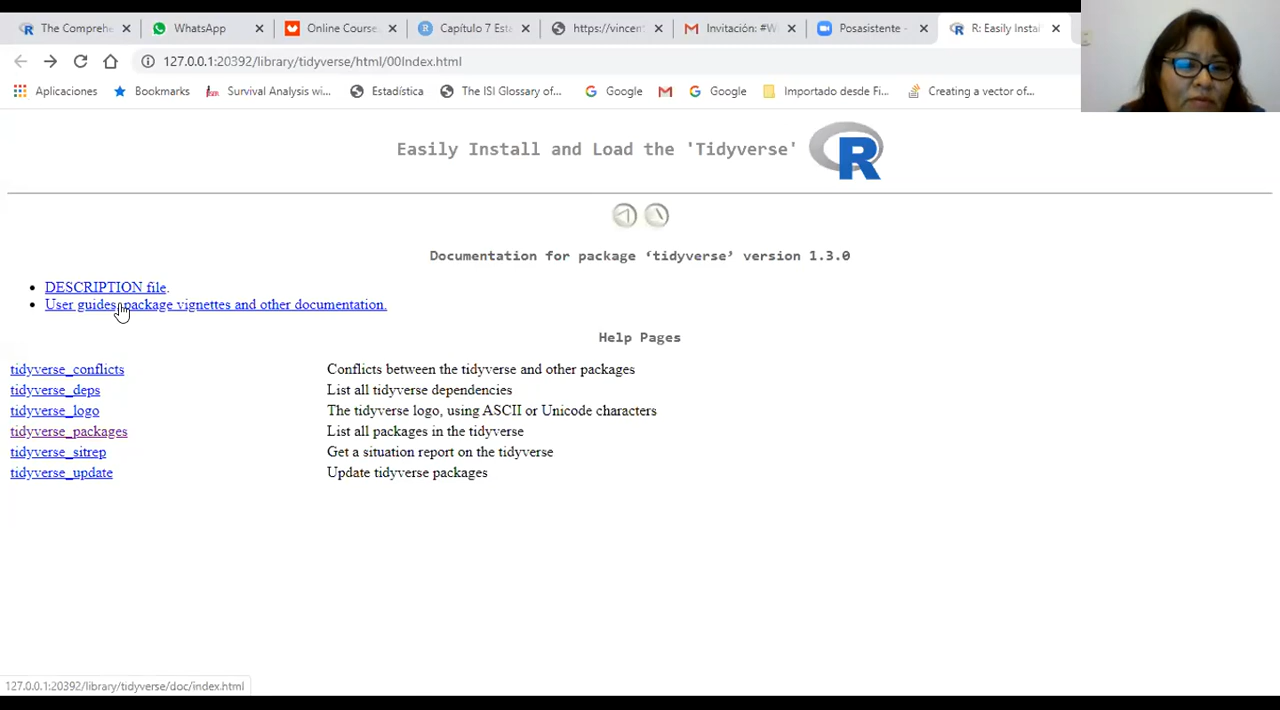 The Comprehe
WhatsApp
Online Course
Capítulo 7 Est
https://vincen
Invitación: #W
Posasistente -
R: Easily Insta
127.0.0.1:20392/library/tidyverse/html/00Index.html
Aplicaciones
Bookmarks
Survival Analysis wi...
Estadística
The ISI Glossary of...
Google
Google
Importado desde Fi...
Creating a vector of...
Easily Install and Load the 'Tidyverse'
R
Documentation for package ‘tidyverse’ version 1.3.0
DESCRIPTION file.
User guides, package vignettes and other documentation.
Help Pages
tidyverse_conflicts Conflicts between the tidyverse and other packages
tidyverse_deps List all tidyverse dependencies
tidyverse_logo The tidyverse logo, using ASCII or Unicode characters
tidyverse_packages List all packages in the tidyverse
tidyverse_sitrep Get a situation report on the tidyverse
tidyverse_update Update tidyverse packages
127.0.0.1:20392/library/tidyverse/doc/index.html